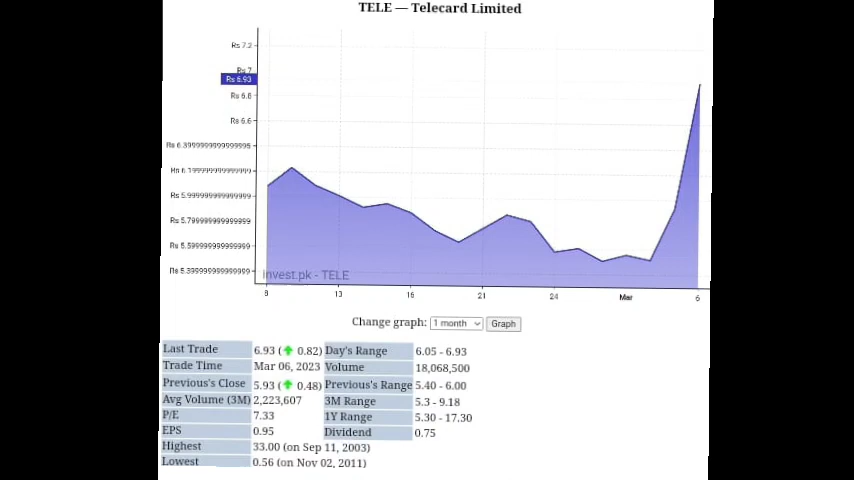 TELE — Telecard Limited
Rs 7.2
Rs 7
Rs 6.93
Rs 6.8
Rs 6.6
Rs 6.3999999999999995
Rs 6.199999999999999
Rs 5.999999999999999
Rs 5.799999999999999
Rs 5.599999999999999
Rs 5.399999999999999
invest.pk - TELE
8 13 16 21 24 Mar 6
Change graph: 1 month Graph
Last Trade 6.93 (↑ 0.82) Day's Range 6.05 - 6.93
Trade Time Mar 06, 2023 Volume 18,068,500
Previous's Close 5.93 (↑ 0.48) Previous's Range 5.40 - 6.00
Avg Volume (3M) 2,223,607 3M Range 5.3 - 9.18
P/E 7.33 1Y Range 5.30 - 17.30
EPS 0.95 Dividend 0.75
Highest 33.00 (on Sep 11, 2003)
Lowest 0.56 (on Nov 02, 2011)